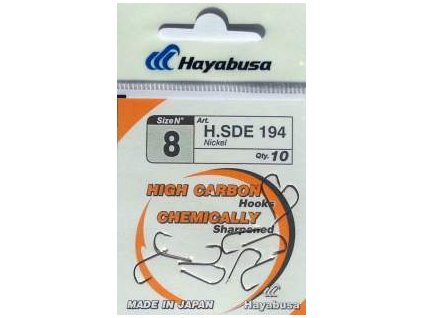 Hayabusa
Size N°
8
Art.
H.SDE 194
Nickel
Qty. 10
HIGH CARBON
Hooks
CHEMICALLY
Sharpened
MADE IN JAPAN
Hayabusa